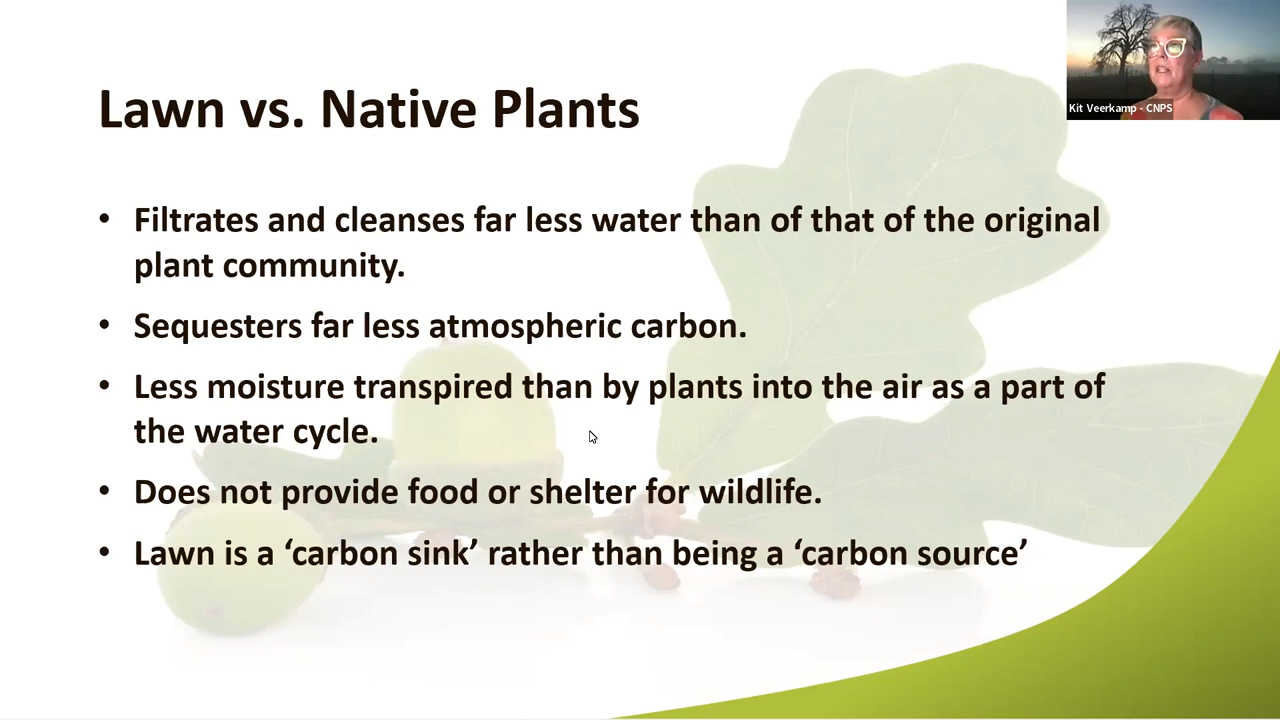 Lawn vs. Native Plants
Kit Veerkamp - CNPS
• Filtrates and cleanses far less water than of that of the original
plant community.
• Sequesters far less atmospheric carbon.
• Less moisture transpired than by plants into the air as a part of
the water cycle.
• Does not provide food or shelter for wildlife.
• Lawn is a ‘carbon sink’ rather than being a ‘carbon source’